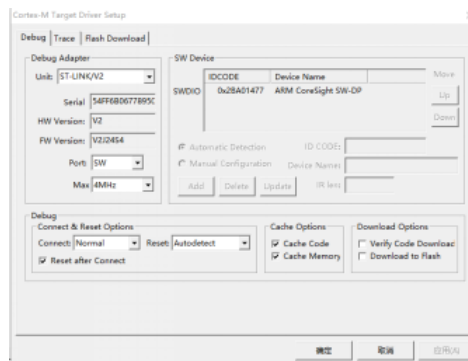 Cortex-M Target Driver Setup
Debug | Trace | Flash Download
Debug Adapter
Unit: ST-LINK/V2
Serial 54FF6B0677895C
HW Version: V2
FW Version: V2J24S4
Port: SW
Max 4MHz
SW Device
IDCODE Device Name Move
SWDIO 0x2BA01477 ARM CoreSight SW-DP
Up
Down
Automatic Detection ID CODE:
Manual Configuration Device Name:
Add Delete Update IR len:
Debug
Connect & Reset Options
Connect: Normal Reset: Autodetect
Reset after Connect
Cache Options
Cache Code
Cache Memory
Download Options
Verify Code Download
Download to Flash
确定 取消 应用(A)